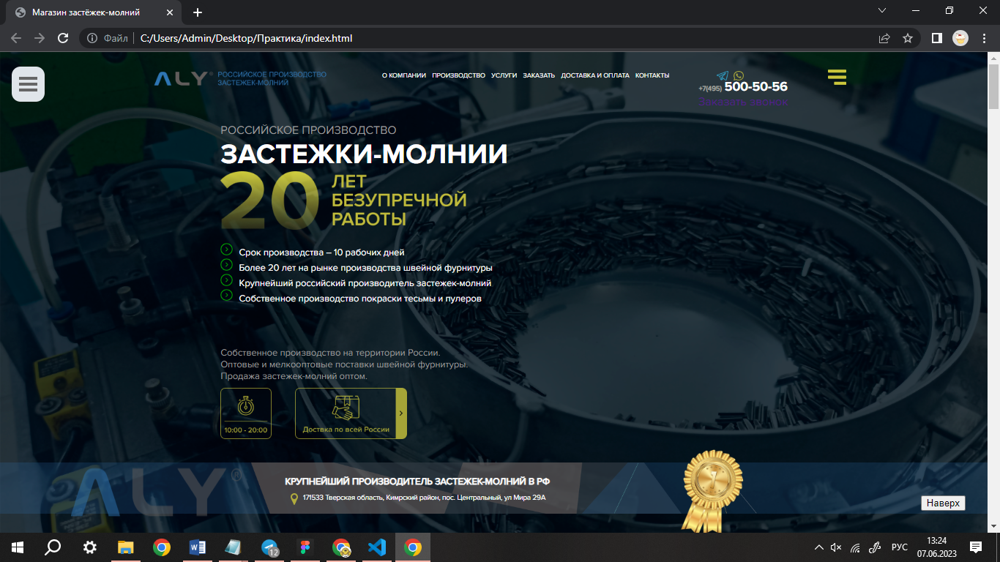 Магазин застёжек-молний
Файл
C:/Users/Admin/Desktop/Практика/index.html
ALY®
РОССИЙСКОЕ ПРОИЗВОДСТВО
ЗАСТЕЖЕК-МОЛНИЙ
О КОМПАНИИ ПРОИЗВОДСТВО УСЛУГИ ЗАКАЗАТЬ ДОСТАВКА И ОПЛАТА КОНТАКТЫ
+7(495) 500-50-56
Заказать звонок
РОССИЙСКОЕ ПРОИЗВОДСТВО
ЗАСТЕЖКИ-МОЛНИИ
20
ЛЕТ
БЕЗУПРЕЧНОЙ
РАБОТЫ
Срок производства – 10 рабочих дней
Более 20 лет на рынке производства швейной фурнитуры
Крупнейший российский производитель застежек-молний
Собственное производство покраски тесьмы и пулеров
Собственное производство на территории России.
Оптовые и мелкооптовые поставки швейной фурнитуры.
Продажа застежек-молний оптом.
10:00 - 20:00
Доствка по всей России
ALY®
КРУПНЕЙШИЙ ПРОИЗВОДИТЕЛЬ ЗАСТЕЖЕК-МОЛНИЙ В РФ
171533 Тверская область, Кимрский район, пос. Центральный, ул Мира 29А
1
Наверх
12
РУС
13:24
07.06.2023